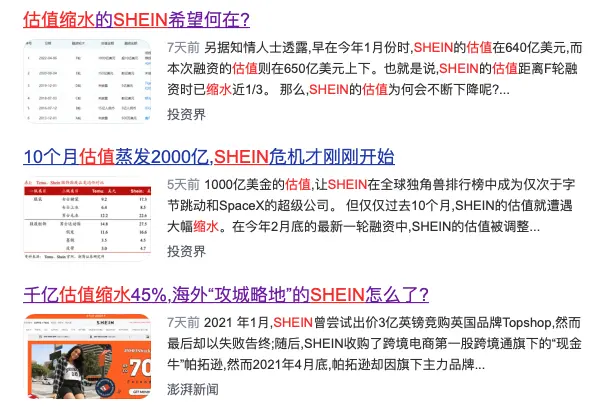 估值缩水的SHEIN希望何在?
7天前 另据知情人士透露,早在今年1月份时,SHEIN的估值在640亿美元,而
本次融资的估值则在650亿美元上下。也就是说,SHEIN的估值距离F轮融
资时已缩水近1/3。 那么,SHEIN的估值为何会不断下降呢?...
投资界
10个月估值蒸发2000亿,SHEIN危机才刚刚开始
5天前 1000亿美金的估值,让SHEIN在全球独角兽排行榜中成为仅次于字
节跳动和SpaceX的超级公司。 但仅仅过去10个月,SHEIN的估值就遭遇
大幅缩水。在今年2月底的最新一轮融资中,SHEIN的估值被调整...
投资界
千亿估值缩水45%,海外“攻城略地”的SHEIN怎么了?
7天前 2021 年1月,SHEIN曾尝试出价3亿英镑竞购英国品牌Topshop,然而
最后却以失败告终;随后,SHEIN收购了跨境电商第一股跨境通旗下的“现金
牛”帕拓逊,然而2021年4月底,帕拓逊却因旗下主力品牌...
SHEIN
70
澎湃新闻